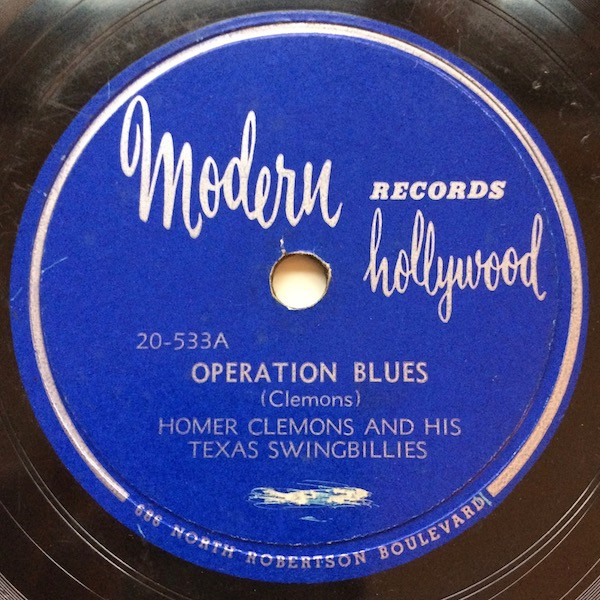 Modern RECORDS
hollywood
20-533A
OPERATION BLUES
(Clemons)
HOMER CLEMONS AND HIS
TEXAS SWINGBILLIES
686 NORTH ROBERTSON BOULEVARD